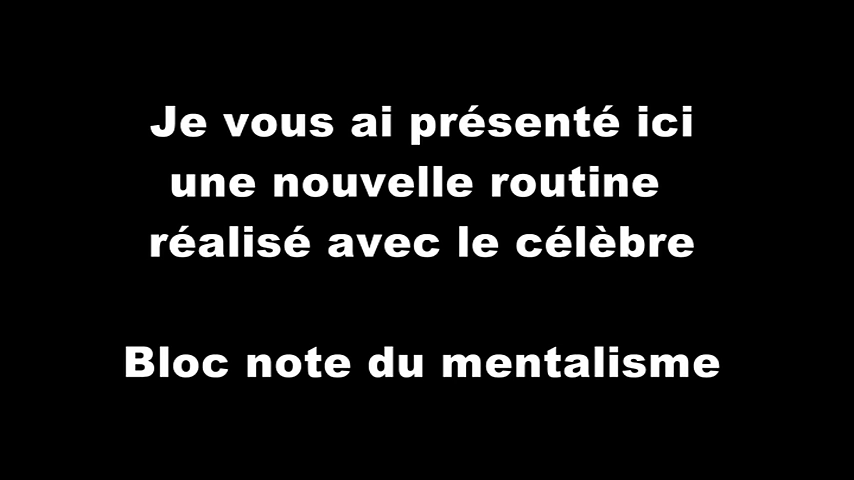 Je vous ai présenté ici
une nouvelle routine
réalisé avec le célèbre
Bloc note du mentalisme